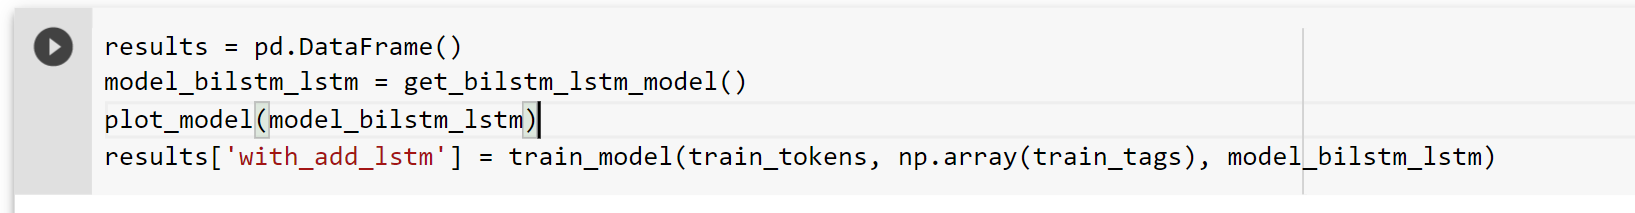 results = pd.DataFrame()
model_bilstm_lstm = get_bilstm_lstm_model()
plot_model(model_bilstm_lstm)
results['with_add_lstm'] = train_model(train_tokens, np.array(train_tags), model_bilstm_lstm)